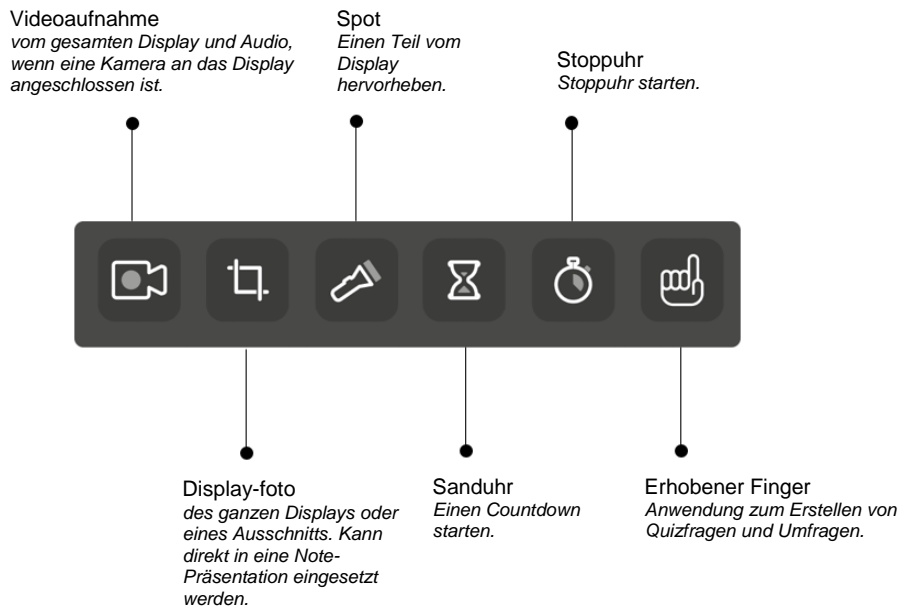 Videoaufnahme
vom gesamten Display und Audio,
wenn eine Kamera an das Display
angeschlossen ist.
Spot
Einen Teil vom
Display
hervorheben.
Stoppuhr
Stoppuhr starten.
Display-foto
des ganzen Displays oder
eines Ausschnitts. Kann
direkt in eine Note-
Präsentation eingesetzt
werden.
Sanduhr
Einen Countdown
starten.
Erhobener Finger
Anwendung zum Erstellen von
Quizfragen und Umfragen.